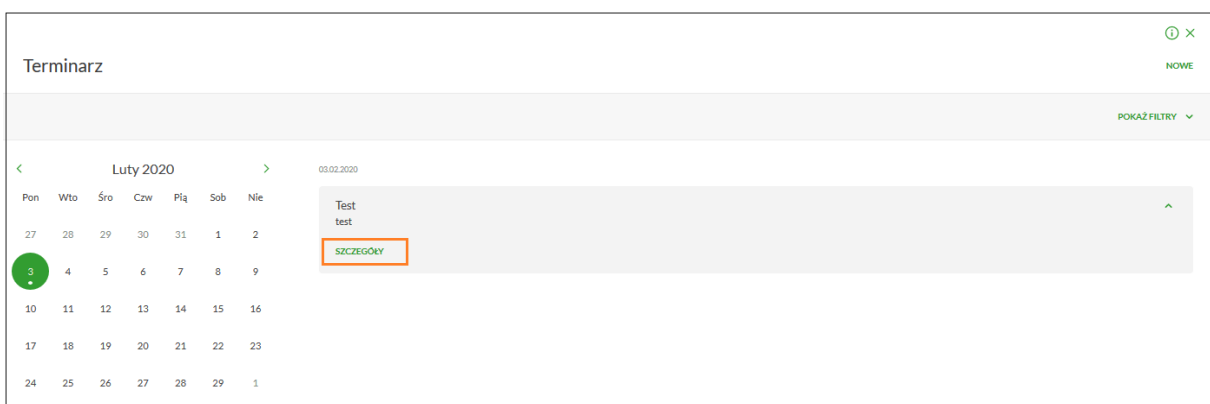 Terminarz
NOWE
POKAŻ FILTRY
Luty 2020
Pon Wto Śro Czw Pią Sob Nie
27 28 29 30 31 1 2
3 4 5 6 7 8 9
10 11 12 13 14 15 16
17 18 19 20 21 22 23
24 25 26 27 28 29 1
03.02.2020
Test
test
SZCZEGÓŁY